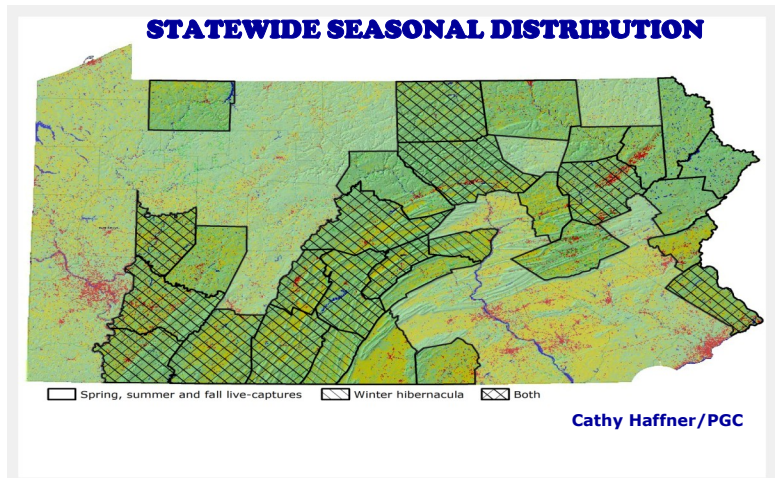 STATEWIDE SEASONAL DISTRIBUTION
Spring, summer and fall live-captures Winter hibernacula Both
Cathy Haffner/PGC